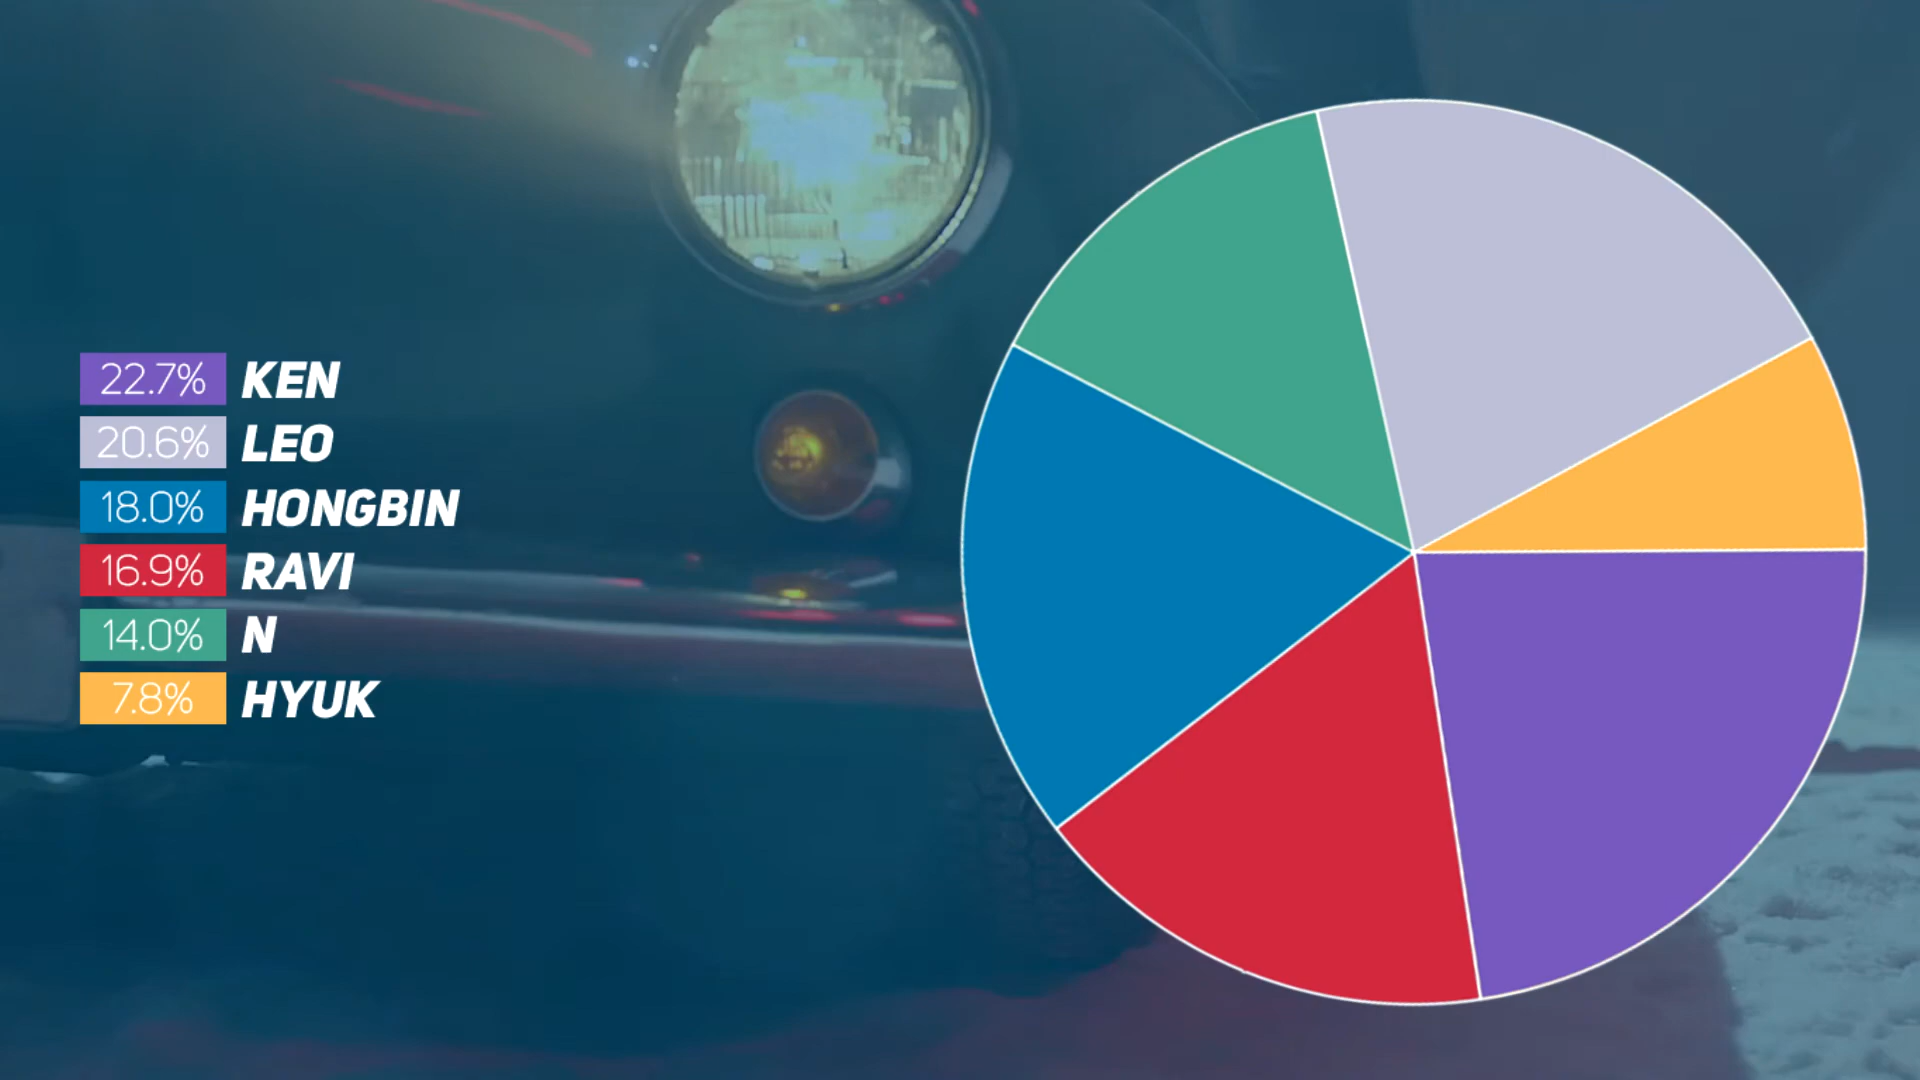 22.7% KEN
20.6% LEO
18.0% HONGBIN
16.9% RAVI
14.0% N
7.8% HYUK